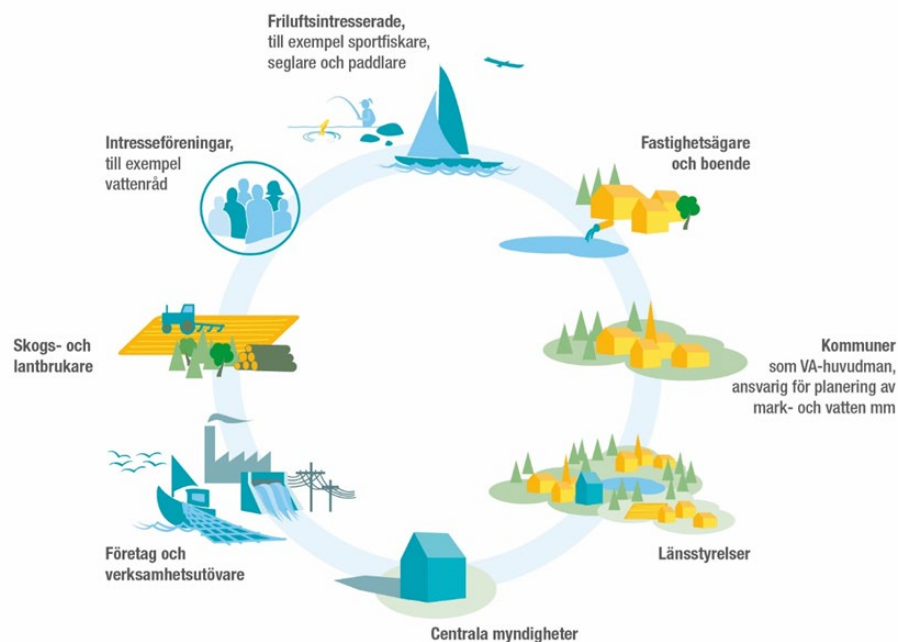 Friluftsintresserade,
till exempel sportfiskare,
seglare och paddlare
Intresseföreningar,
till exempel
vattenråd
Fastighetsägare
och boende
Skogs- och
lantbrukare
Kommuner
som VA-huvudman,
ansvarig för planering av
mark- och vatten mm
Företag och
verksamhetsutövare
Länsstyrelser
Centrala myndigheter